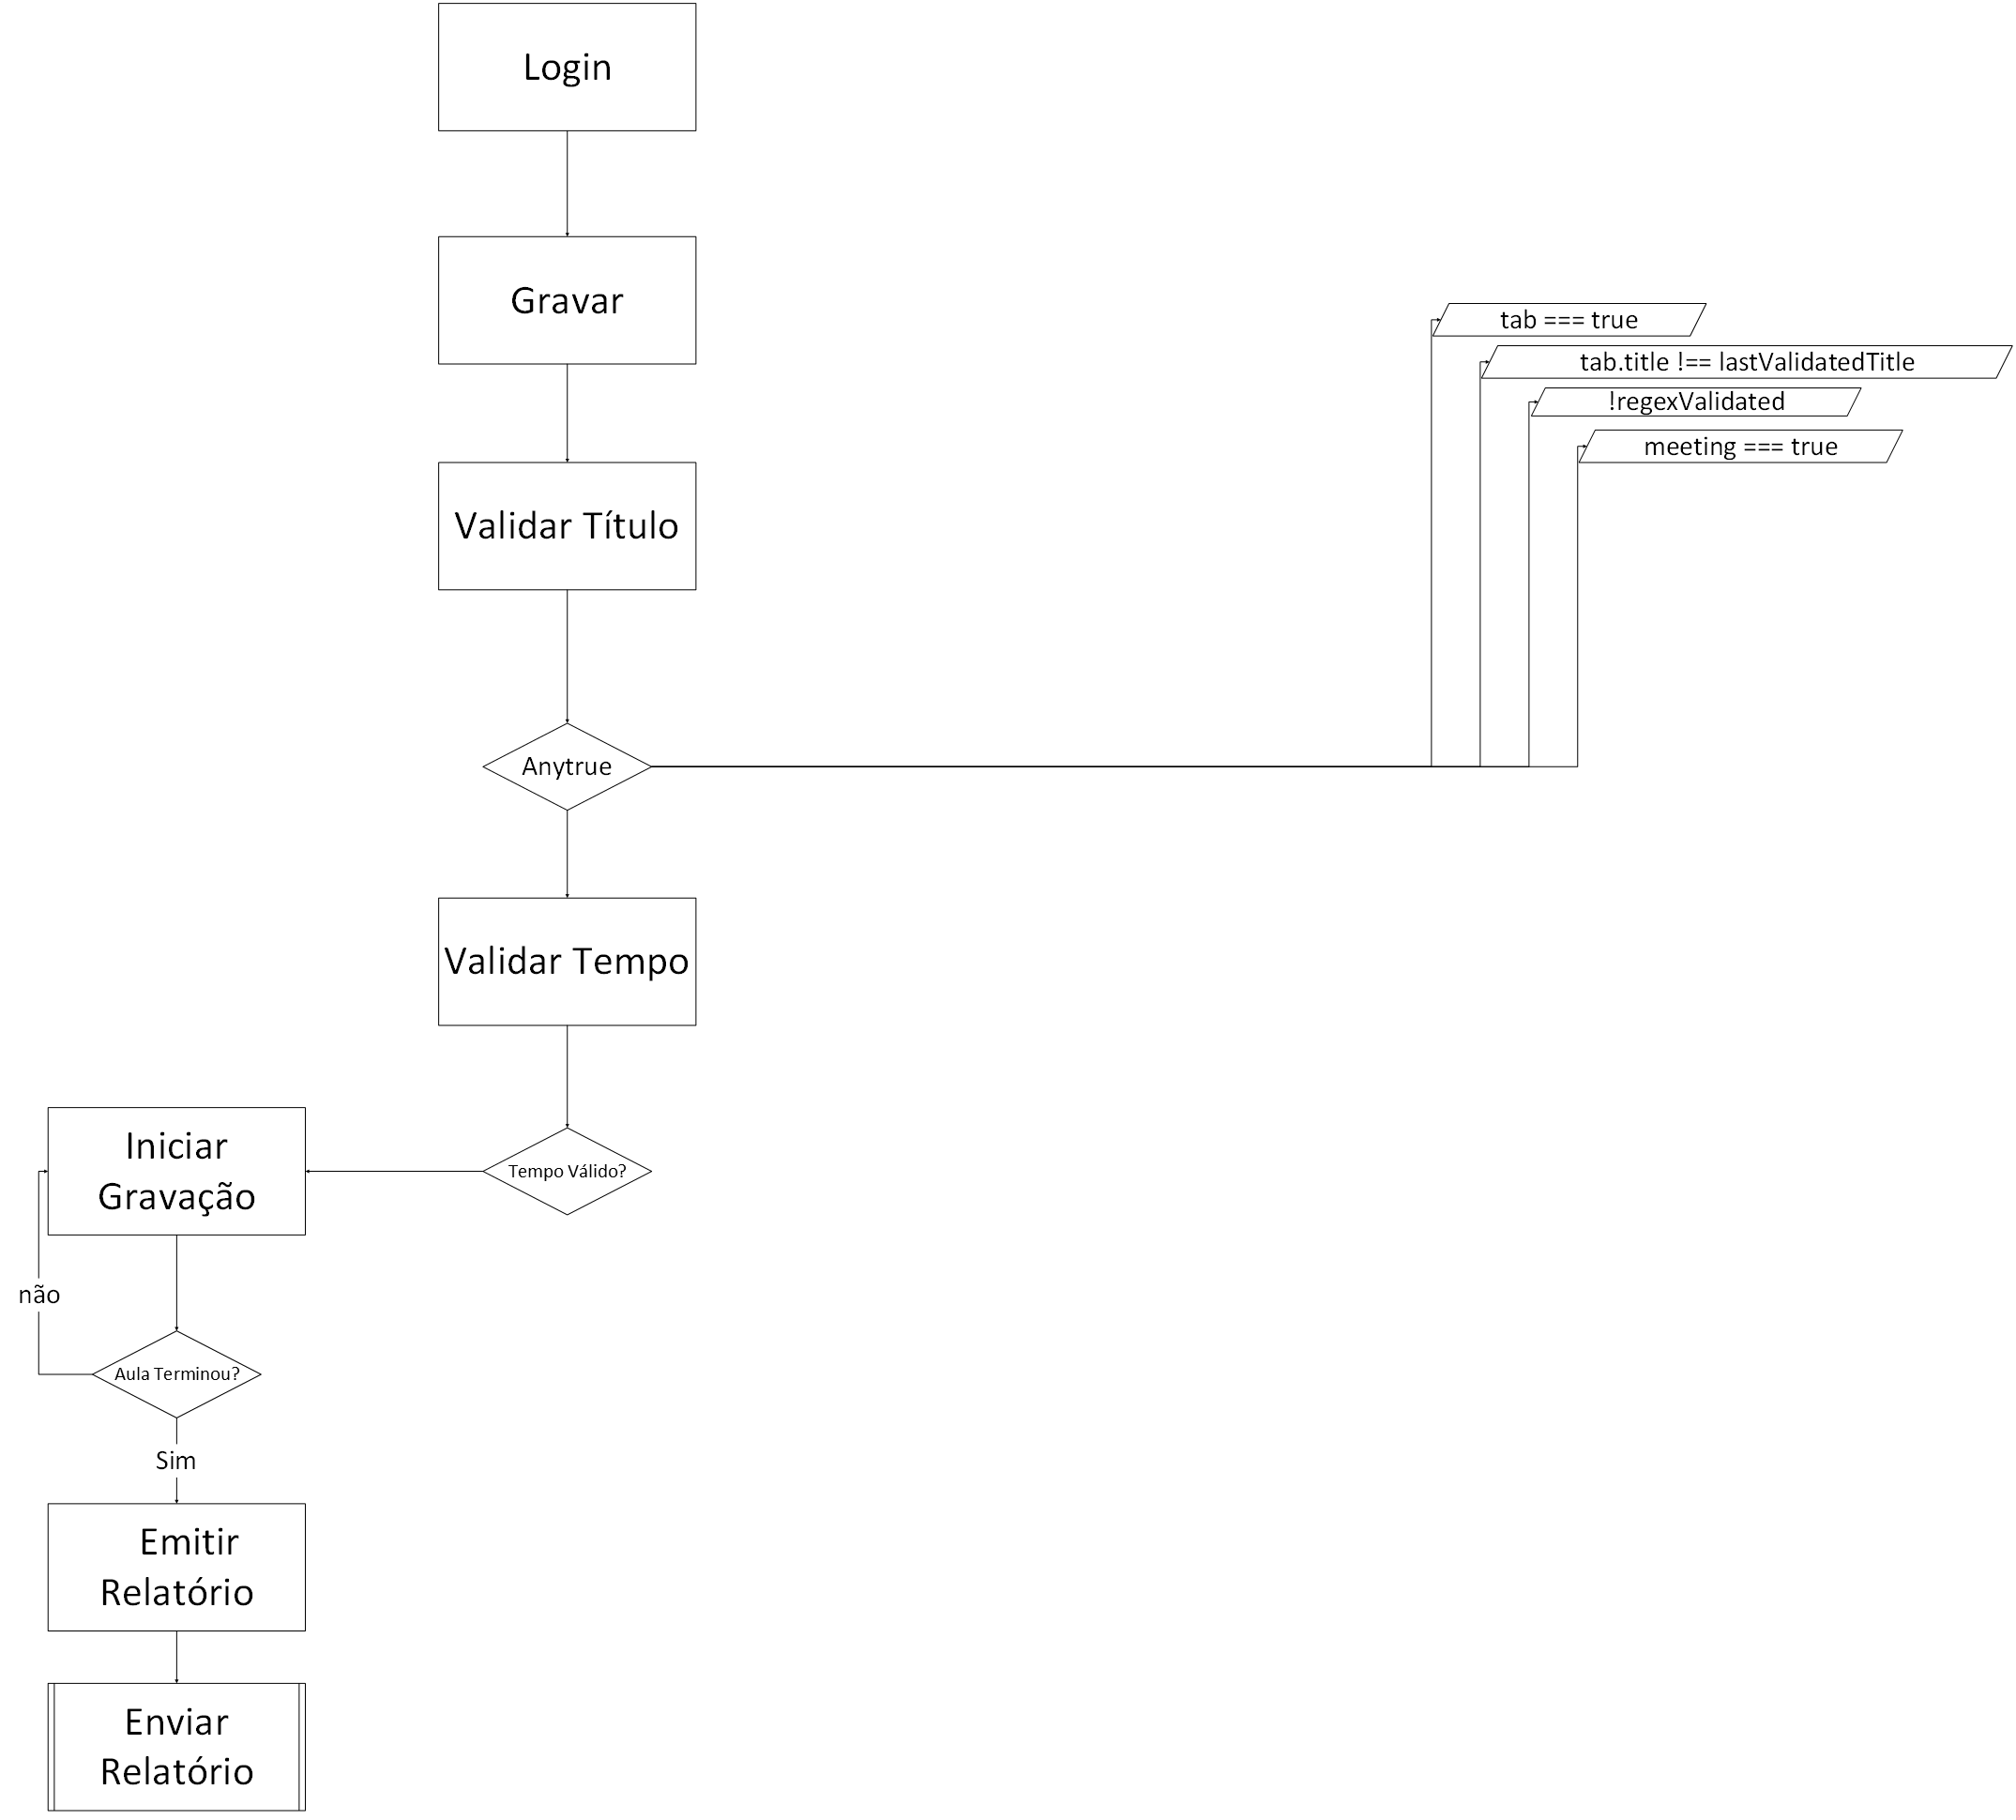 Login
Gravar
tab === true
tab.title !== lastValidatedTitle
!regexValidated
meeting === true
Validar Título
Anytrue
Validar Tempo
Tempo Válido?
Iniciar
Gravação
não
Aula Terminou?
Sim
Emitir
Relatório
Enviar
Relatório